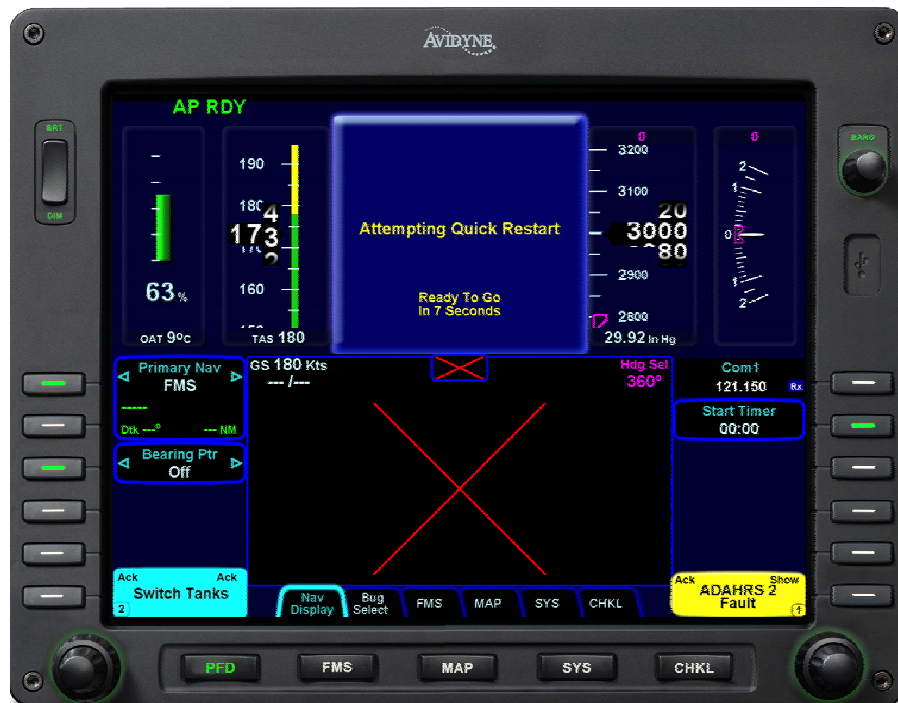 AVIDYNE
AP RDY
BRT
DIM
BARO
63%
OAT 9°C
190
180
160
4
173
2
TAS 180
Attempting Quick Restart
Ready To Go
In 7 Seconds
0
3200
3100
20
3000
80
2900
2800
29.92 In Hg
0
2
1
0
1
2
Primary Nav
FMS
-----
Dtk ---° --- NM
Bearing Ptr
Off
GS 180 Kts
--- /---
Hdg Sel
360°
Com1
121.150 Rx
Start Timer
00:00
Ack Ack
Switch Tanks
2
Nav
Display
Bug
Select
FMS
MAP
SYS
CHKL
Ack Show
ADAHRS 2
Fault
1
PFD
FMS
MAP
SYS
CHKL